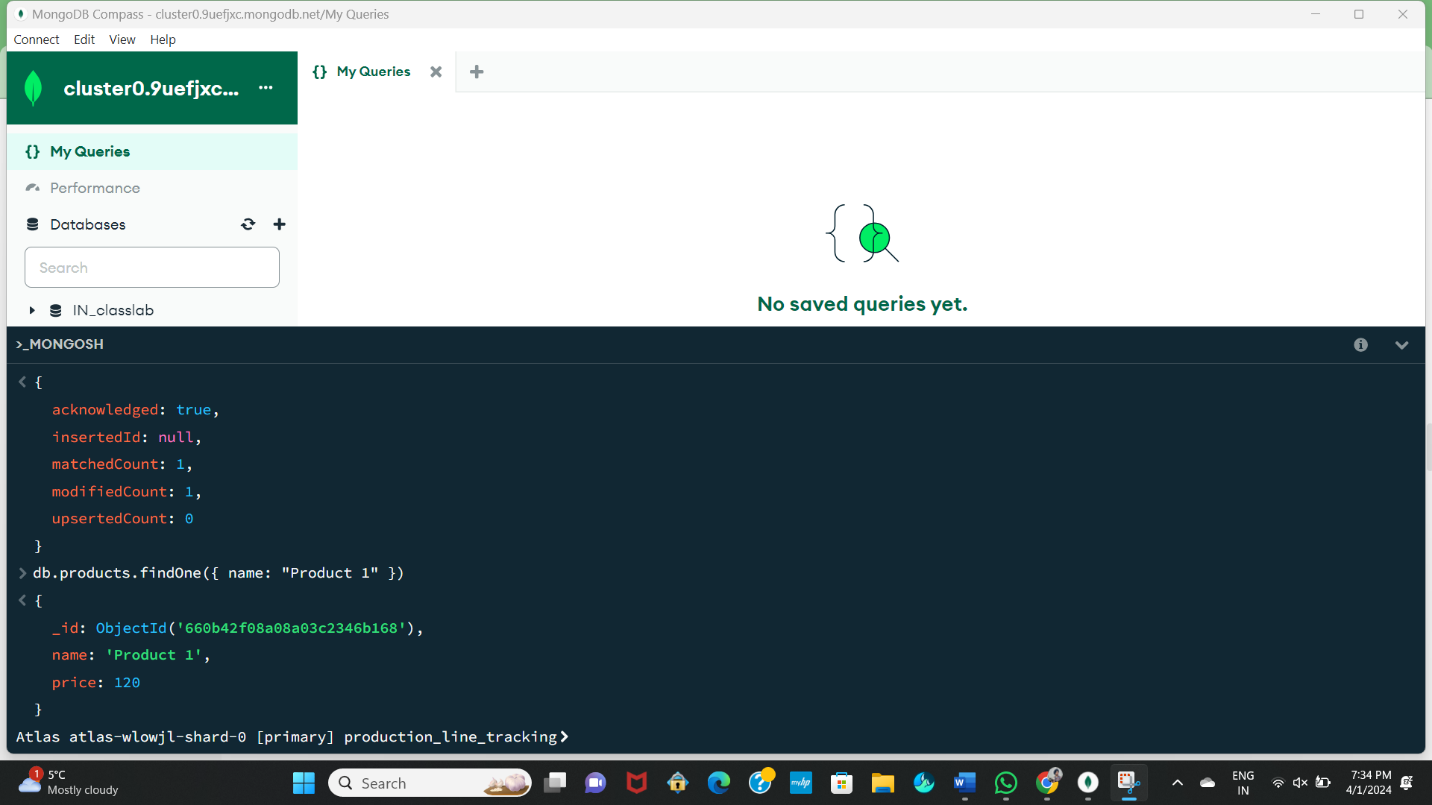 MongoDB Compass - cluster0.9uefjxc.mongodb.net/My Queries
Connect Edit View Help
cluster0.9uefjxc... ...
{} My Queries
+
{} My Queries
Performance
Databases
Search
IN_classlab
No saved queries yet.
>_MONGOSH
{
acknowledged: true,
insertedId: null,
matchedCount: 1,
modifiedCount: 1,
upsertedCount: 0
}
> db.products.findOne({ name: "Product 1" })
< {
_id: ObjectId('660b42f08a08a03c2346b168'),
name: 'Product 1',
price: 120
}
Atlas atlas-wlowjl-shard-0 [primary] production_line_tracking>
1
5°C
Mostly cloudy
Search
myhp
W
ENG
IN
7:34 PM
4/1/2024